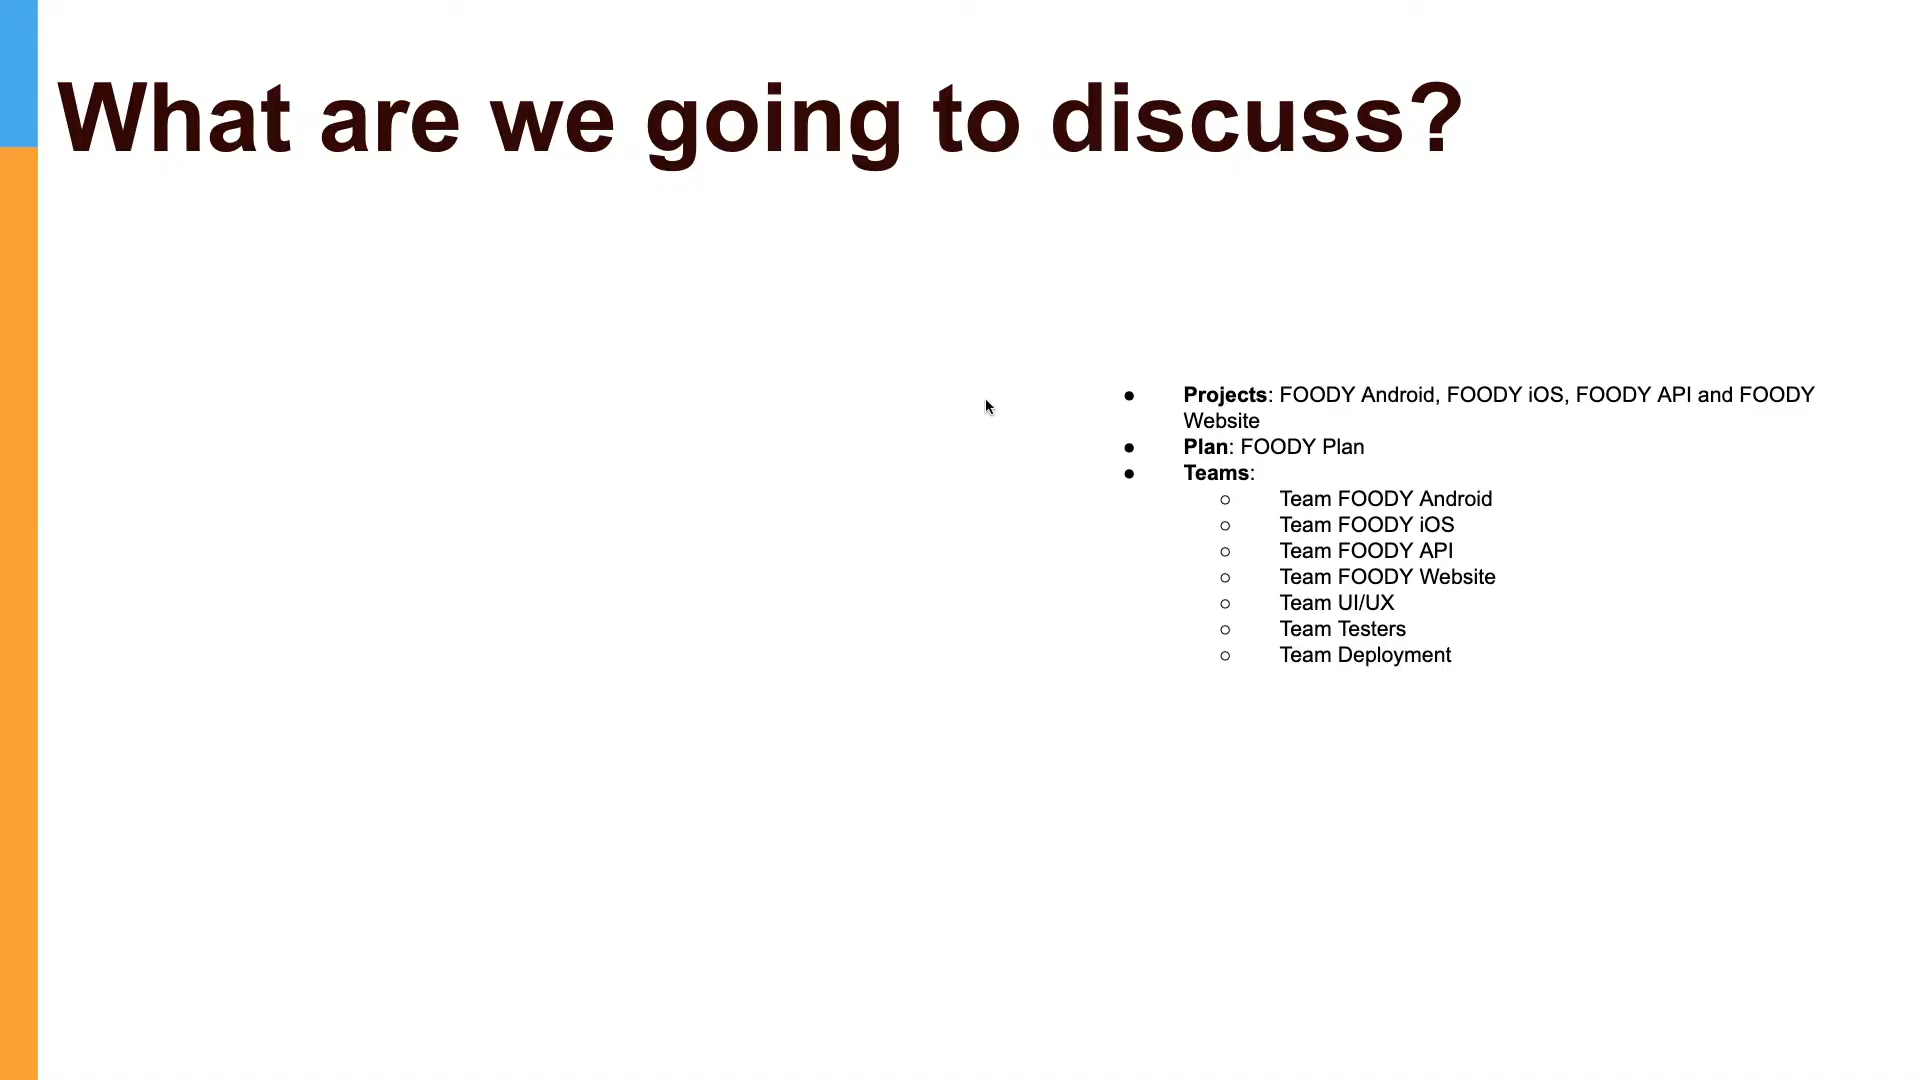 What are we going to discuss?
● Projects: FOODY Android, FOODY iOS, FOODY API and FOODY
Website
● Plan: FOODY Plan
● Teams:
○ Team FOODY Android
○ Team FOODY iOS
○ Team FOODY API
○ Team FOODY Website
○ Team UI/UX
○ Team Testers
○ Team Deployment